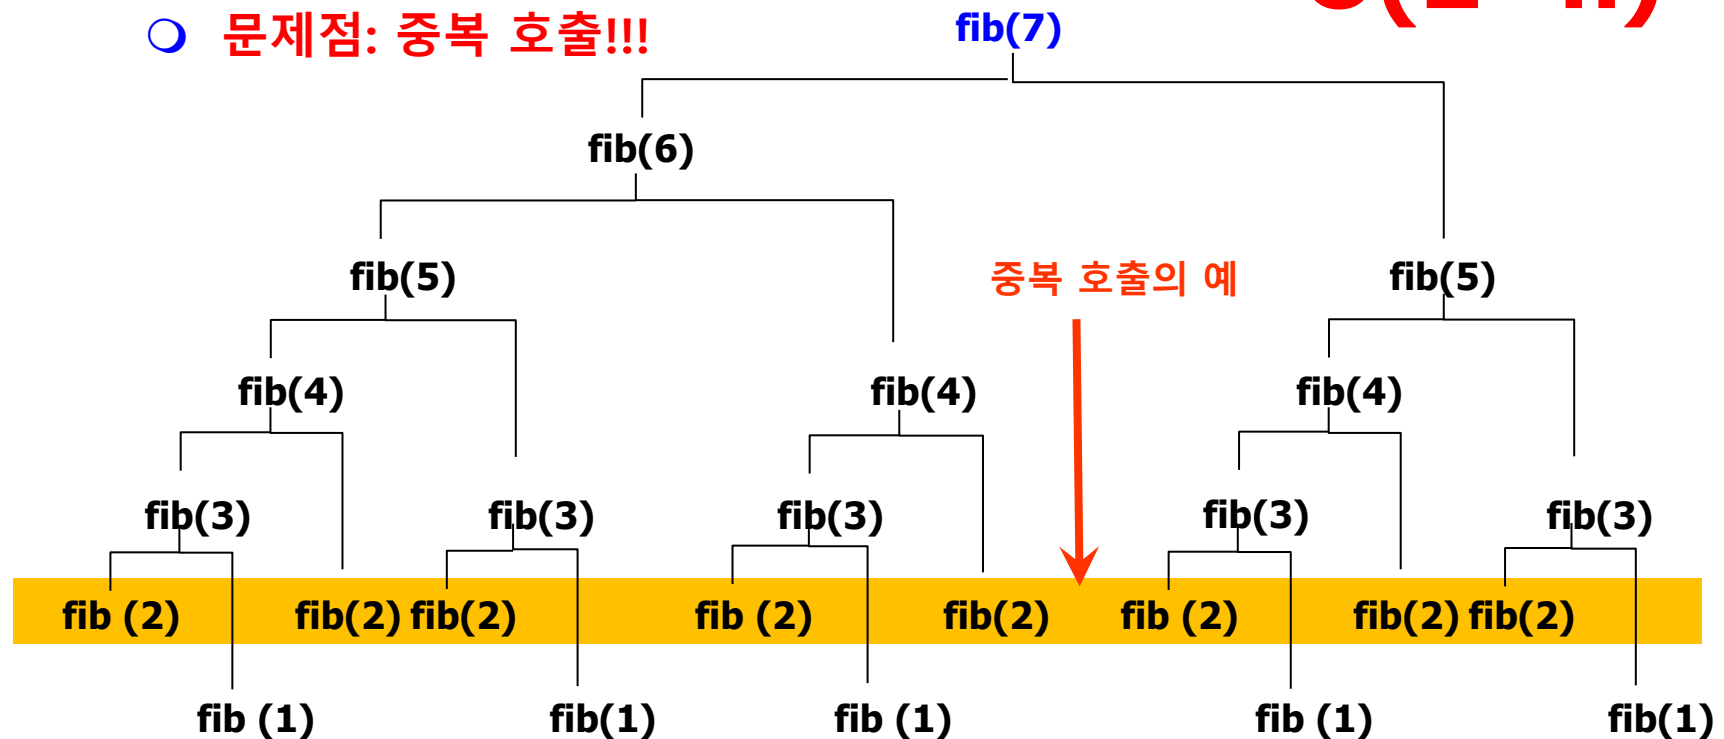 문제점: 중복 호출!!!
fib(7)
fib(6)
fib(5)
중복 호출의 예
fib(5)
fib(4)
fib(4)
fib(4)
fib(3)
fib(3)
fib(3)
fib(3)
fib(3)
fib (2)
fib(2)
fib(2)
fib (2)
fib(2)
fib (2)
fib(2)
fib(2)
fib (1)
fib(1)
fib (1)
fib (1)
fib(1)